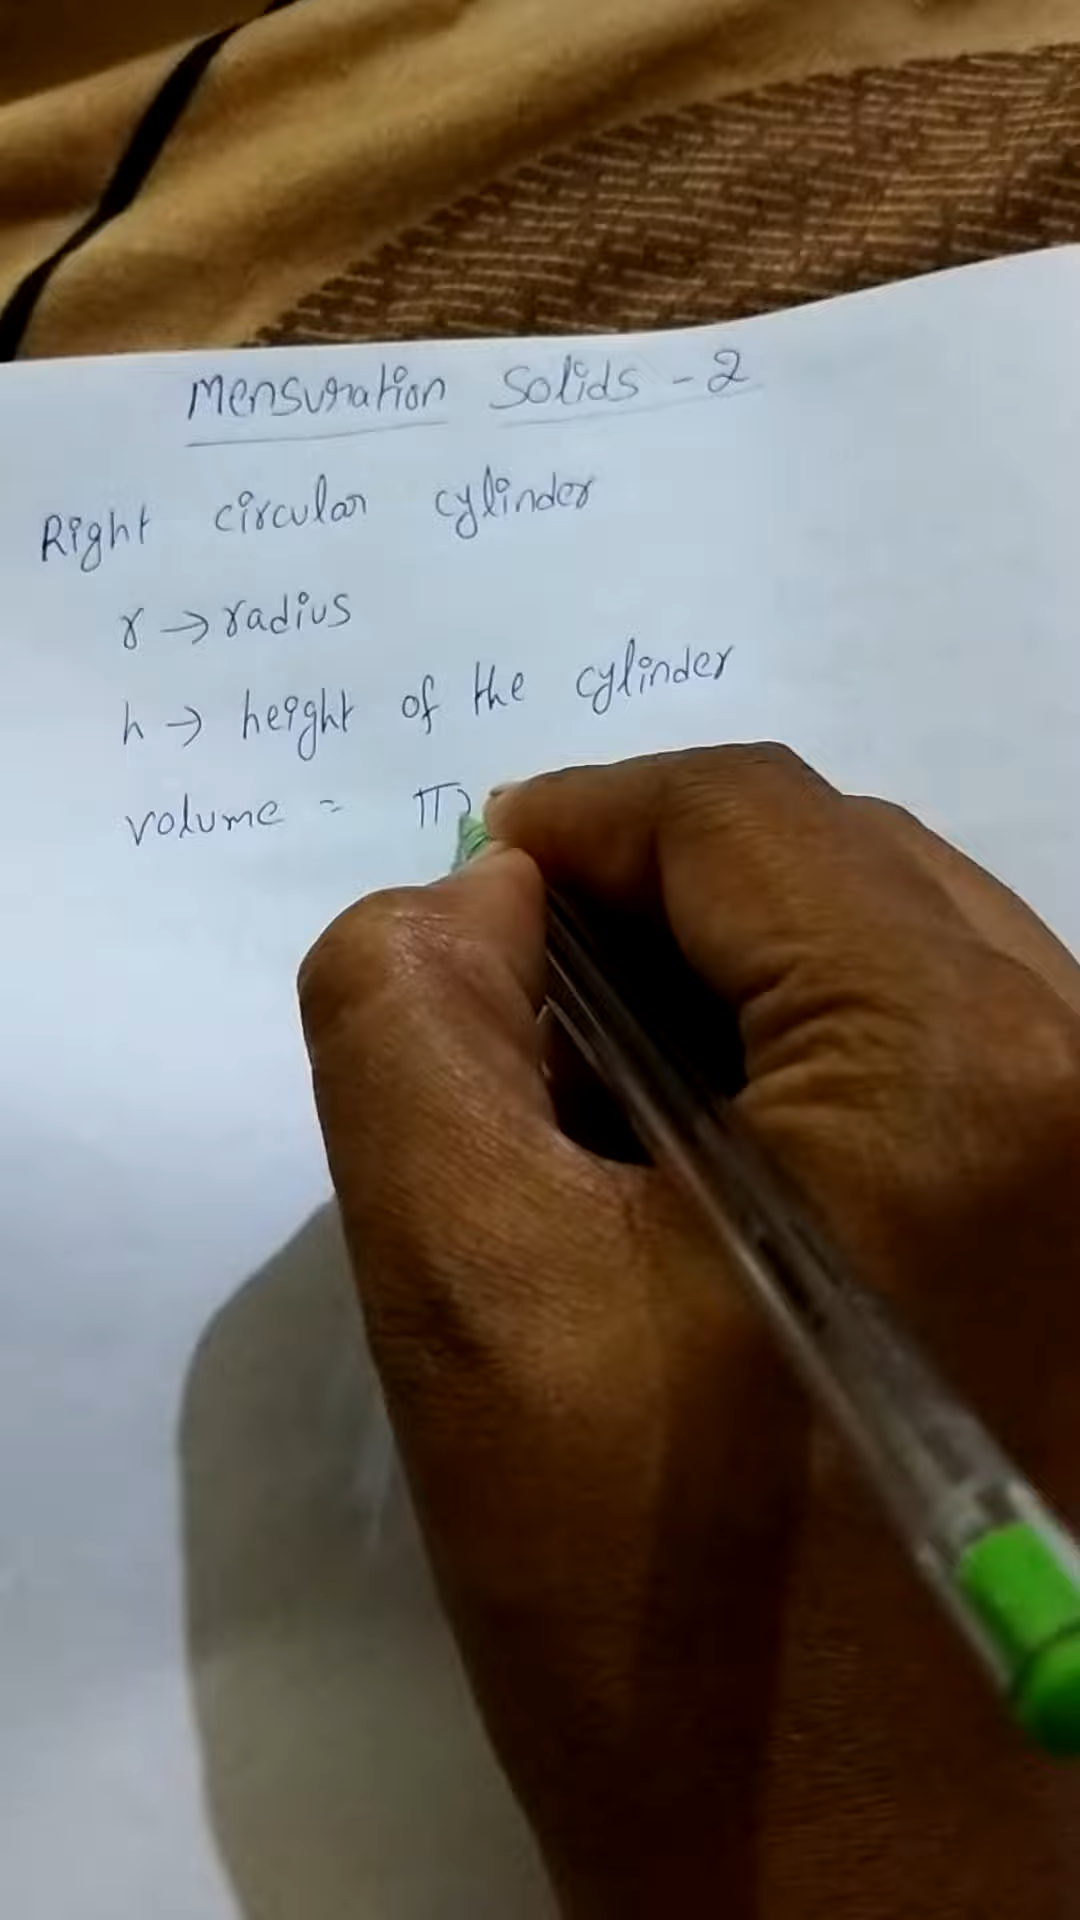 Mensuration Solids - 2
Right circular cylinder
r → radius
h → height of the cylinder
volume = π